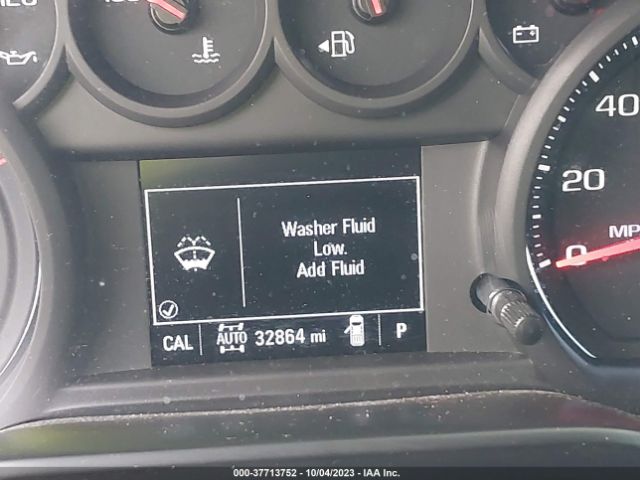 40
20
0
MP
Washer Fluid
Low.
Add Fluid
CAL
AUTO
32864 mi
P
000-37713752 - 10/04/2023 - IAA Inc.